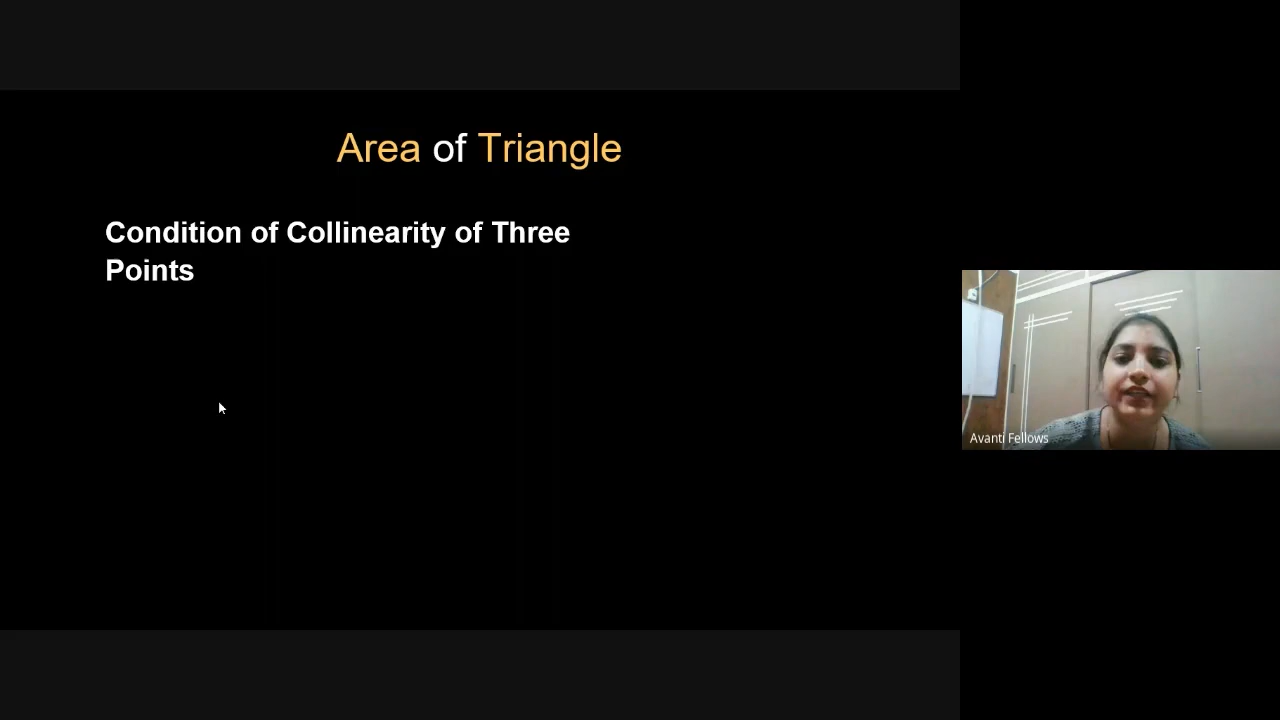 Area of Triangle
Condition of Collinearity of Three
Points
Avanti Fellows